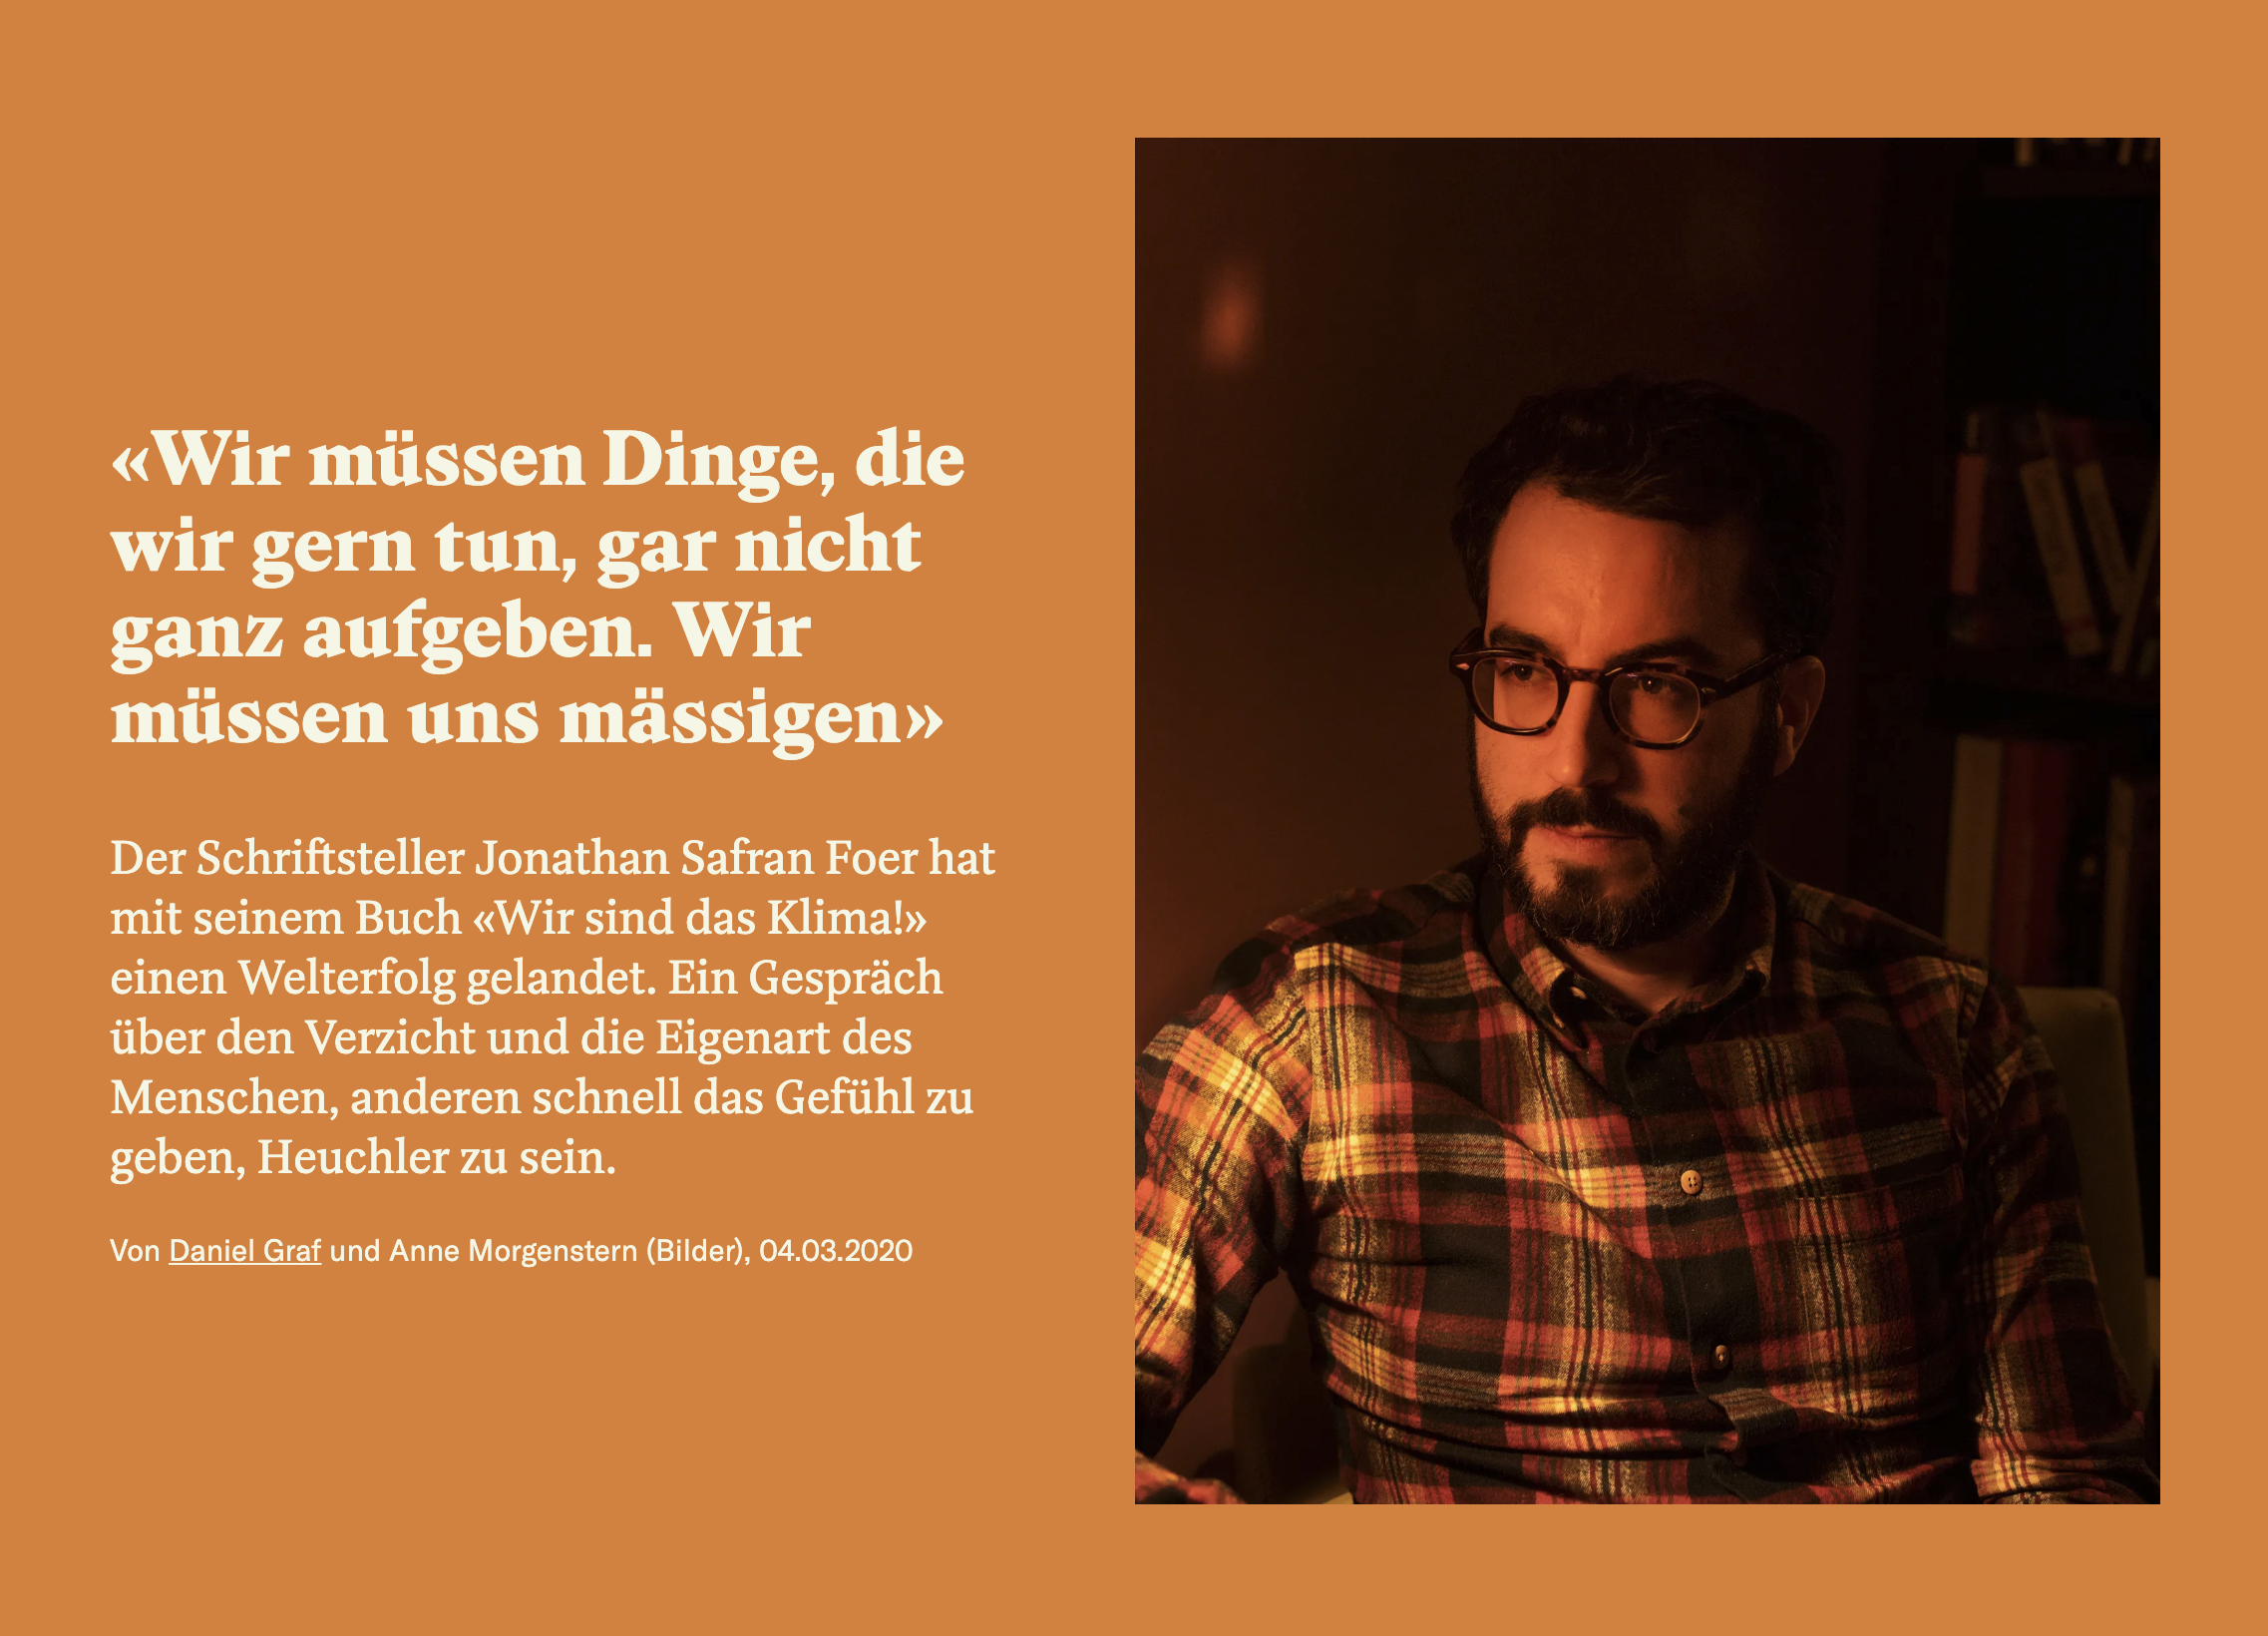 «Wir müssen Dinge, die
wir gern tun, gar nicht
ganz aufgeben. Wir
müssen uns mässigen»
Der Schriftsteller Jonathan Safran Foer hat
mit seinem Buch «Wir sind das Klima!»
einen Welterfolg gelandet. Ein Gespräch
über den Verzicht und die Eigenart des
Menschen, anderen schnell das Gefühl zu
geben, Heuchler zu sein.
Von Daniel Graf und Anne Morgenstern (Bilder), 04.03.2020